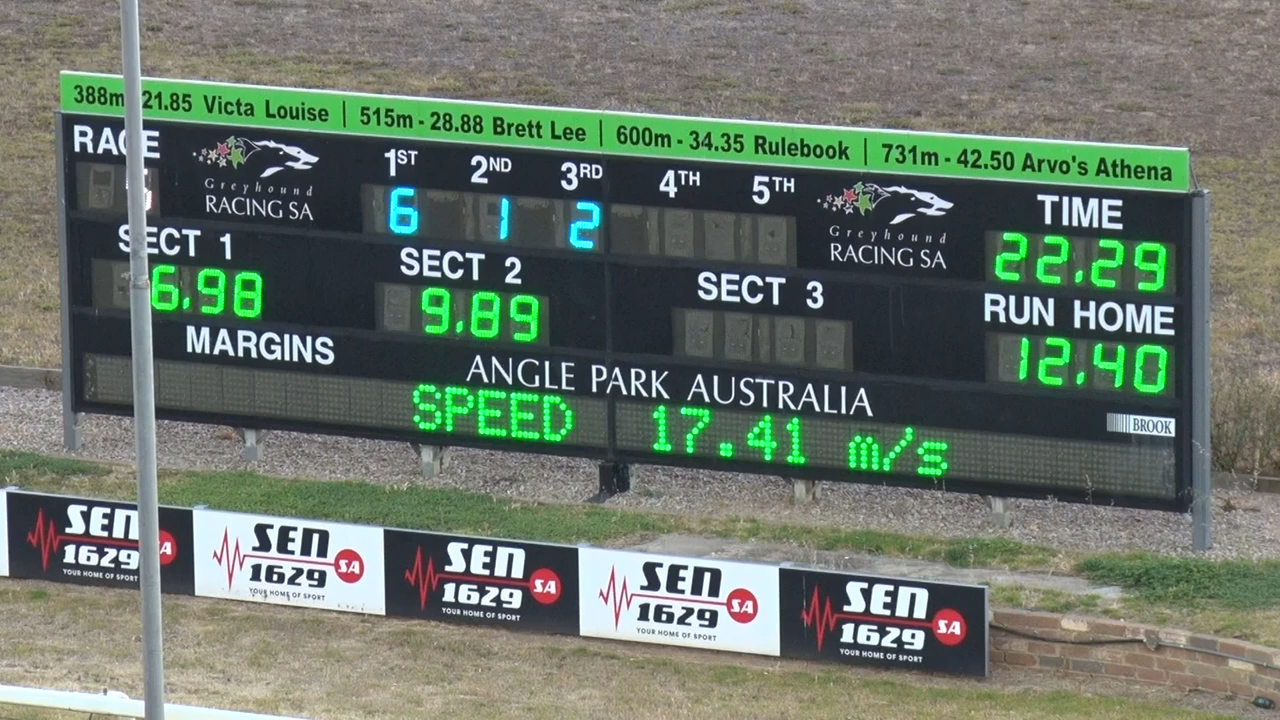 388m 21.85 Victa Louise | 515m - 28.88 Brett Lee | 600m - 34.35 Rulebook | 731m - 42.50 Arvo's Athena
RACE
Greyhound
RACING SA
1ST 2ND 3RD 4TH 5TH
6 1 2
Greyhound
RACING SA
TIME
22.29
SECT 1
6.98
SECT 2
9.89
SECT 3
RUN HOME
12.40
MARGINS
ANGLE PARK AUSTRALIA
SPEED 17.41 m/s
BROOK
SEN
1629 SA
YOUR HOME OF SPORT
SEN
1629 SA
YOUR HOME OF SPORT
SEN
1629 SA
YOUR HOME OF SPORT
SEN
1629 SA
YOUR HOME OF SPORT
SEN
1629 SA
YOUR HOME OF SPORT